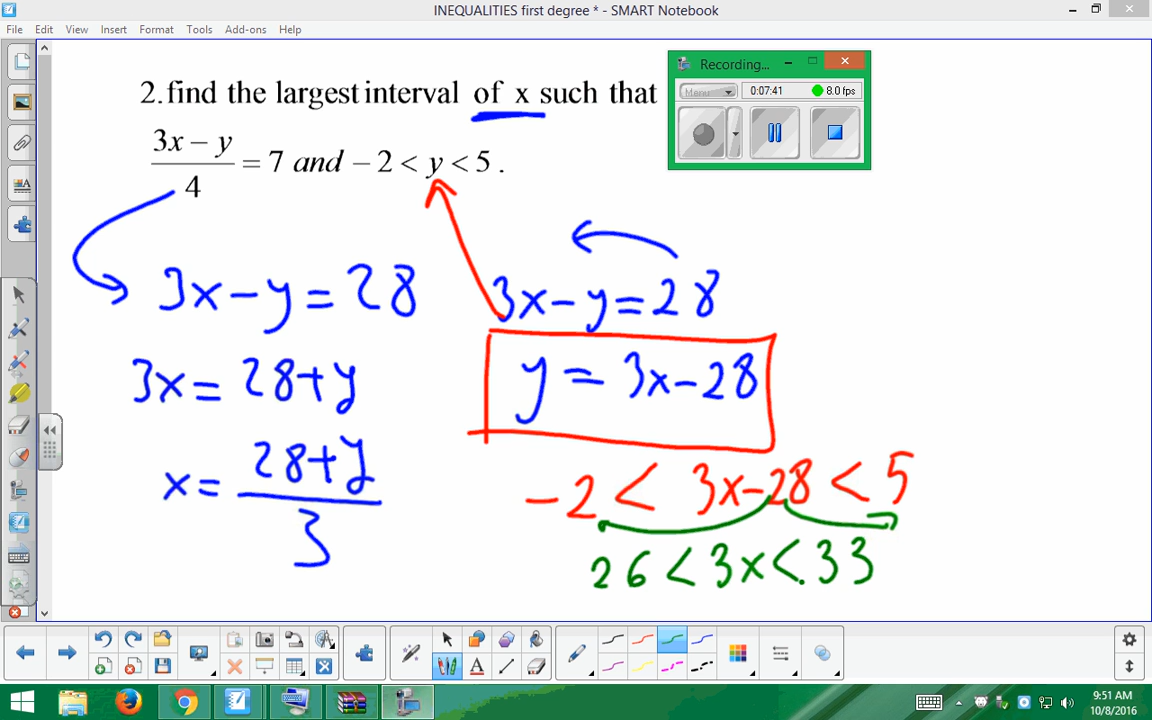 INEQUALITIES first degree * - SMART Notebook
File Edit View Insert Format Tools Add-ons Help
Recording...
Menu 0:07:41 8.0 fps
2.find the largest interval of x such that
3x − y
4
= 7 and − 2 < y < 5 .
3x − y = 28
3x = 28 + y
x = 28 + y
3
3x − y = 28
y = 3x − 28
−2 < 3x − 28 < 5
26 < 3x < . 33
9:51 AM
10/8/2016